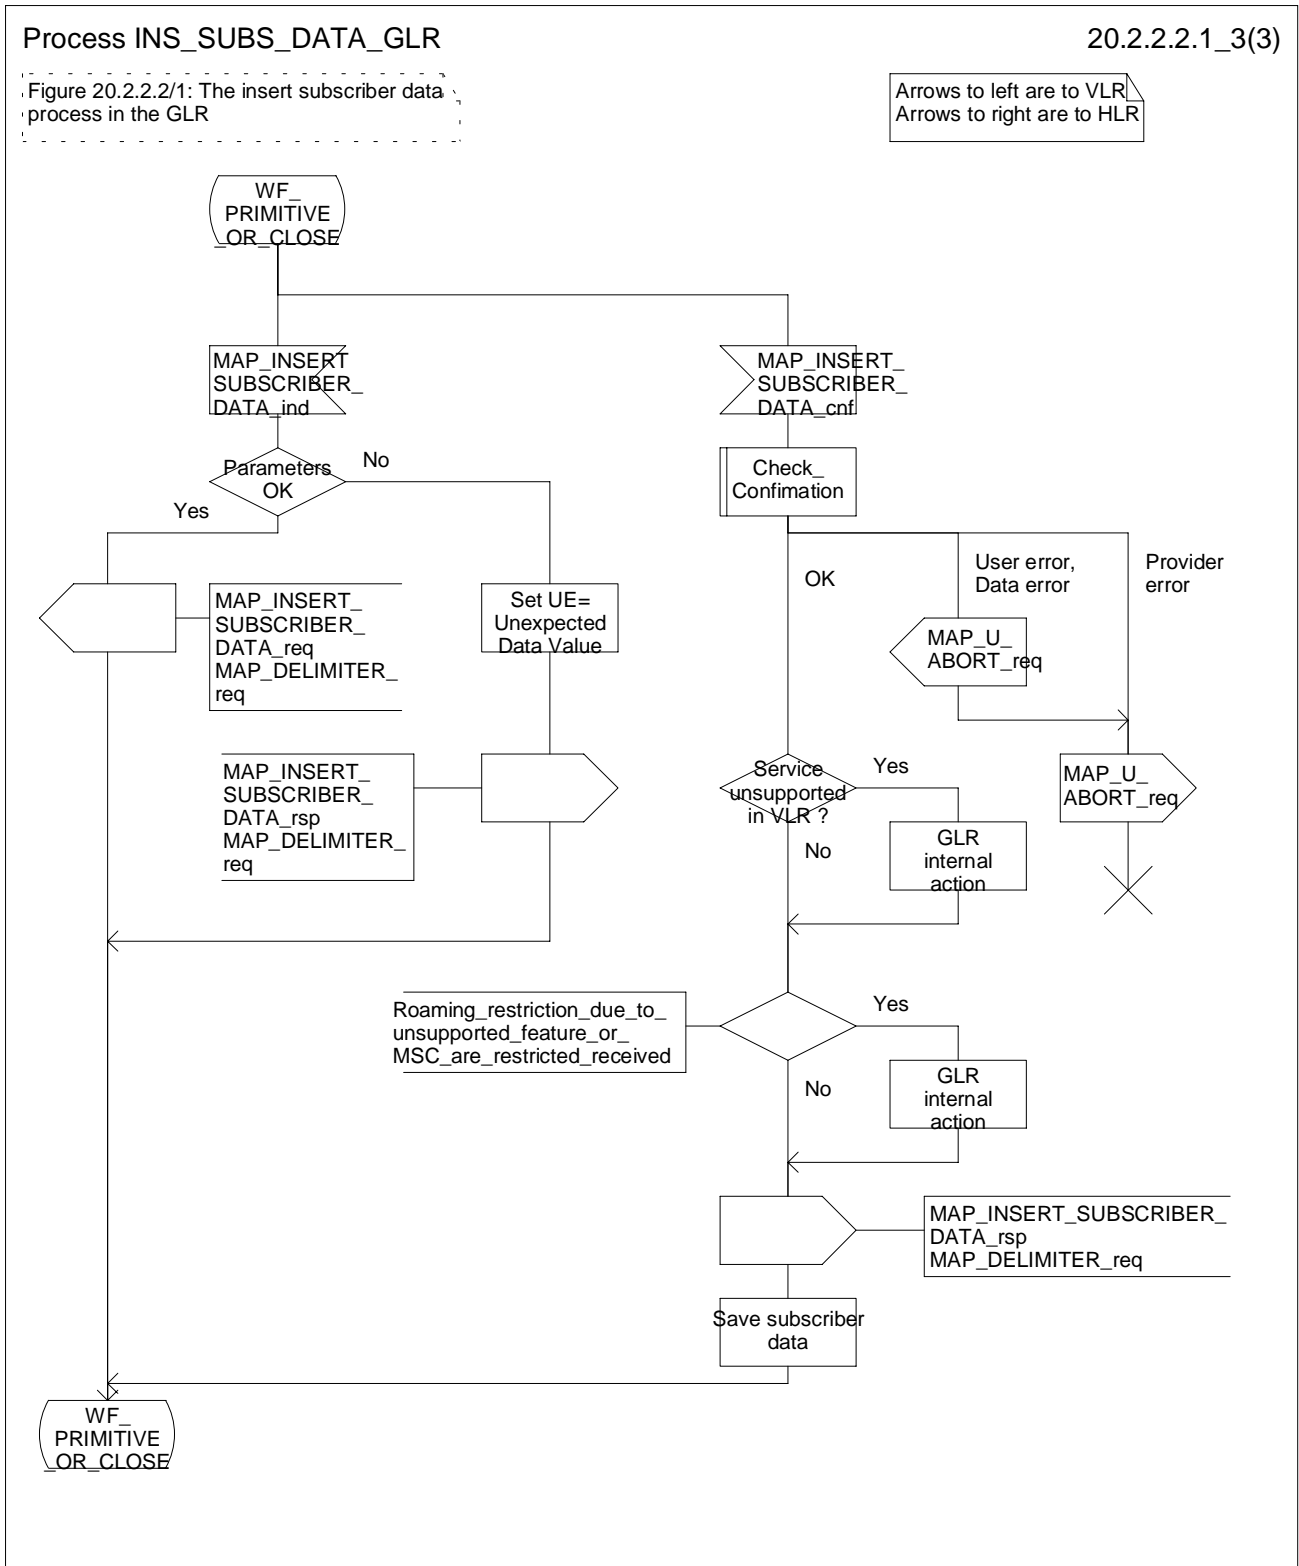 Process INS_SUBS_DATA_GLR
20.2.2.2.1_3(3)
Figure 20.2.2.2/1: The insert subscriber data
process in the GLR
Arrows to left are to VLR
Arrows to right are to HLR
WF_
PRIMITIVE
_OR_CLOSE
MAP_INSERT
SUBSCRIBER_
DATA_ind
MAP_INSERT_
SUBSCRIBER_
DATA_cnf
Parameters
OK
No
Yes
Check_
Confimation
OK
User error,
Data error
Provider
error
MAP_INSERT_
SUBSCRIBER_
DATA_req
MAP_DELIMITER_
req
Set UE=
Unexpected
Data Value
MAP_U_
ABORT_req
MAP_INSERT_
SUBSCRIBER_
DATA_rsp
MAP_DELIMITER_
req
Service
unsupported
in VLR ?
Yes
No
MAP_U_
ABORT_req
GLR
internal
action
Roaming_restriction_due_to_
unsupported_feature_or_
MSC_are_restricted_received
Yes
No
GLR
internal
action
MAP_INSERT_SUBSCRIBER_
DATA_rsp
MAP_DELIMITER_req
Save subscriber
data
WF_
PRIMITIVE
_OR_CLOSE